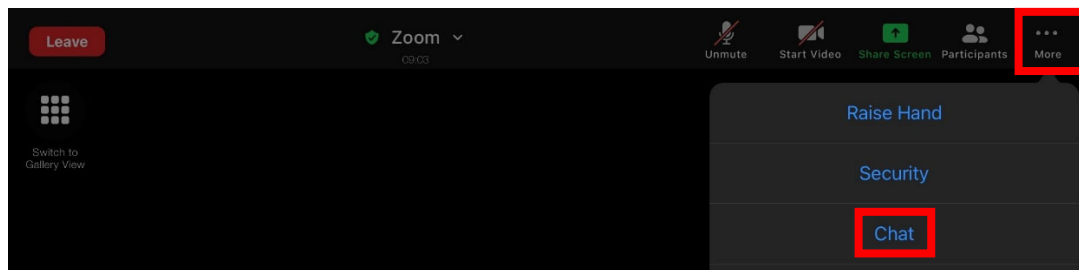 Leave
Zoom
09:03
Unmute
Start Video
Share Screen
Participants
More
Switch to
Gallery View
Raise Hand
Security
Chat